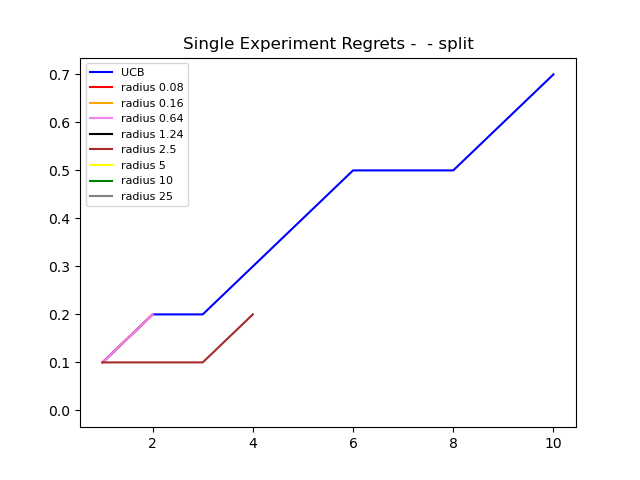 Single Experiment Regrets -  - split
UCB
radius 0.08
radius 0.16
radius 0.64
radius 1.24
radius 2.5
radius 5
radius 10
radius 25
0.7
0.6
0.5
0.4
0.3
0.2
0.1
0.0
2 4 6 8 10